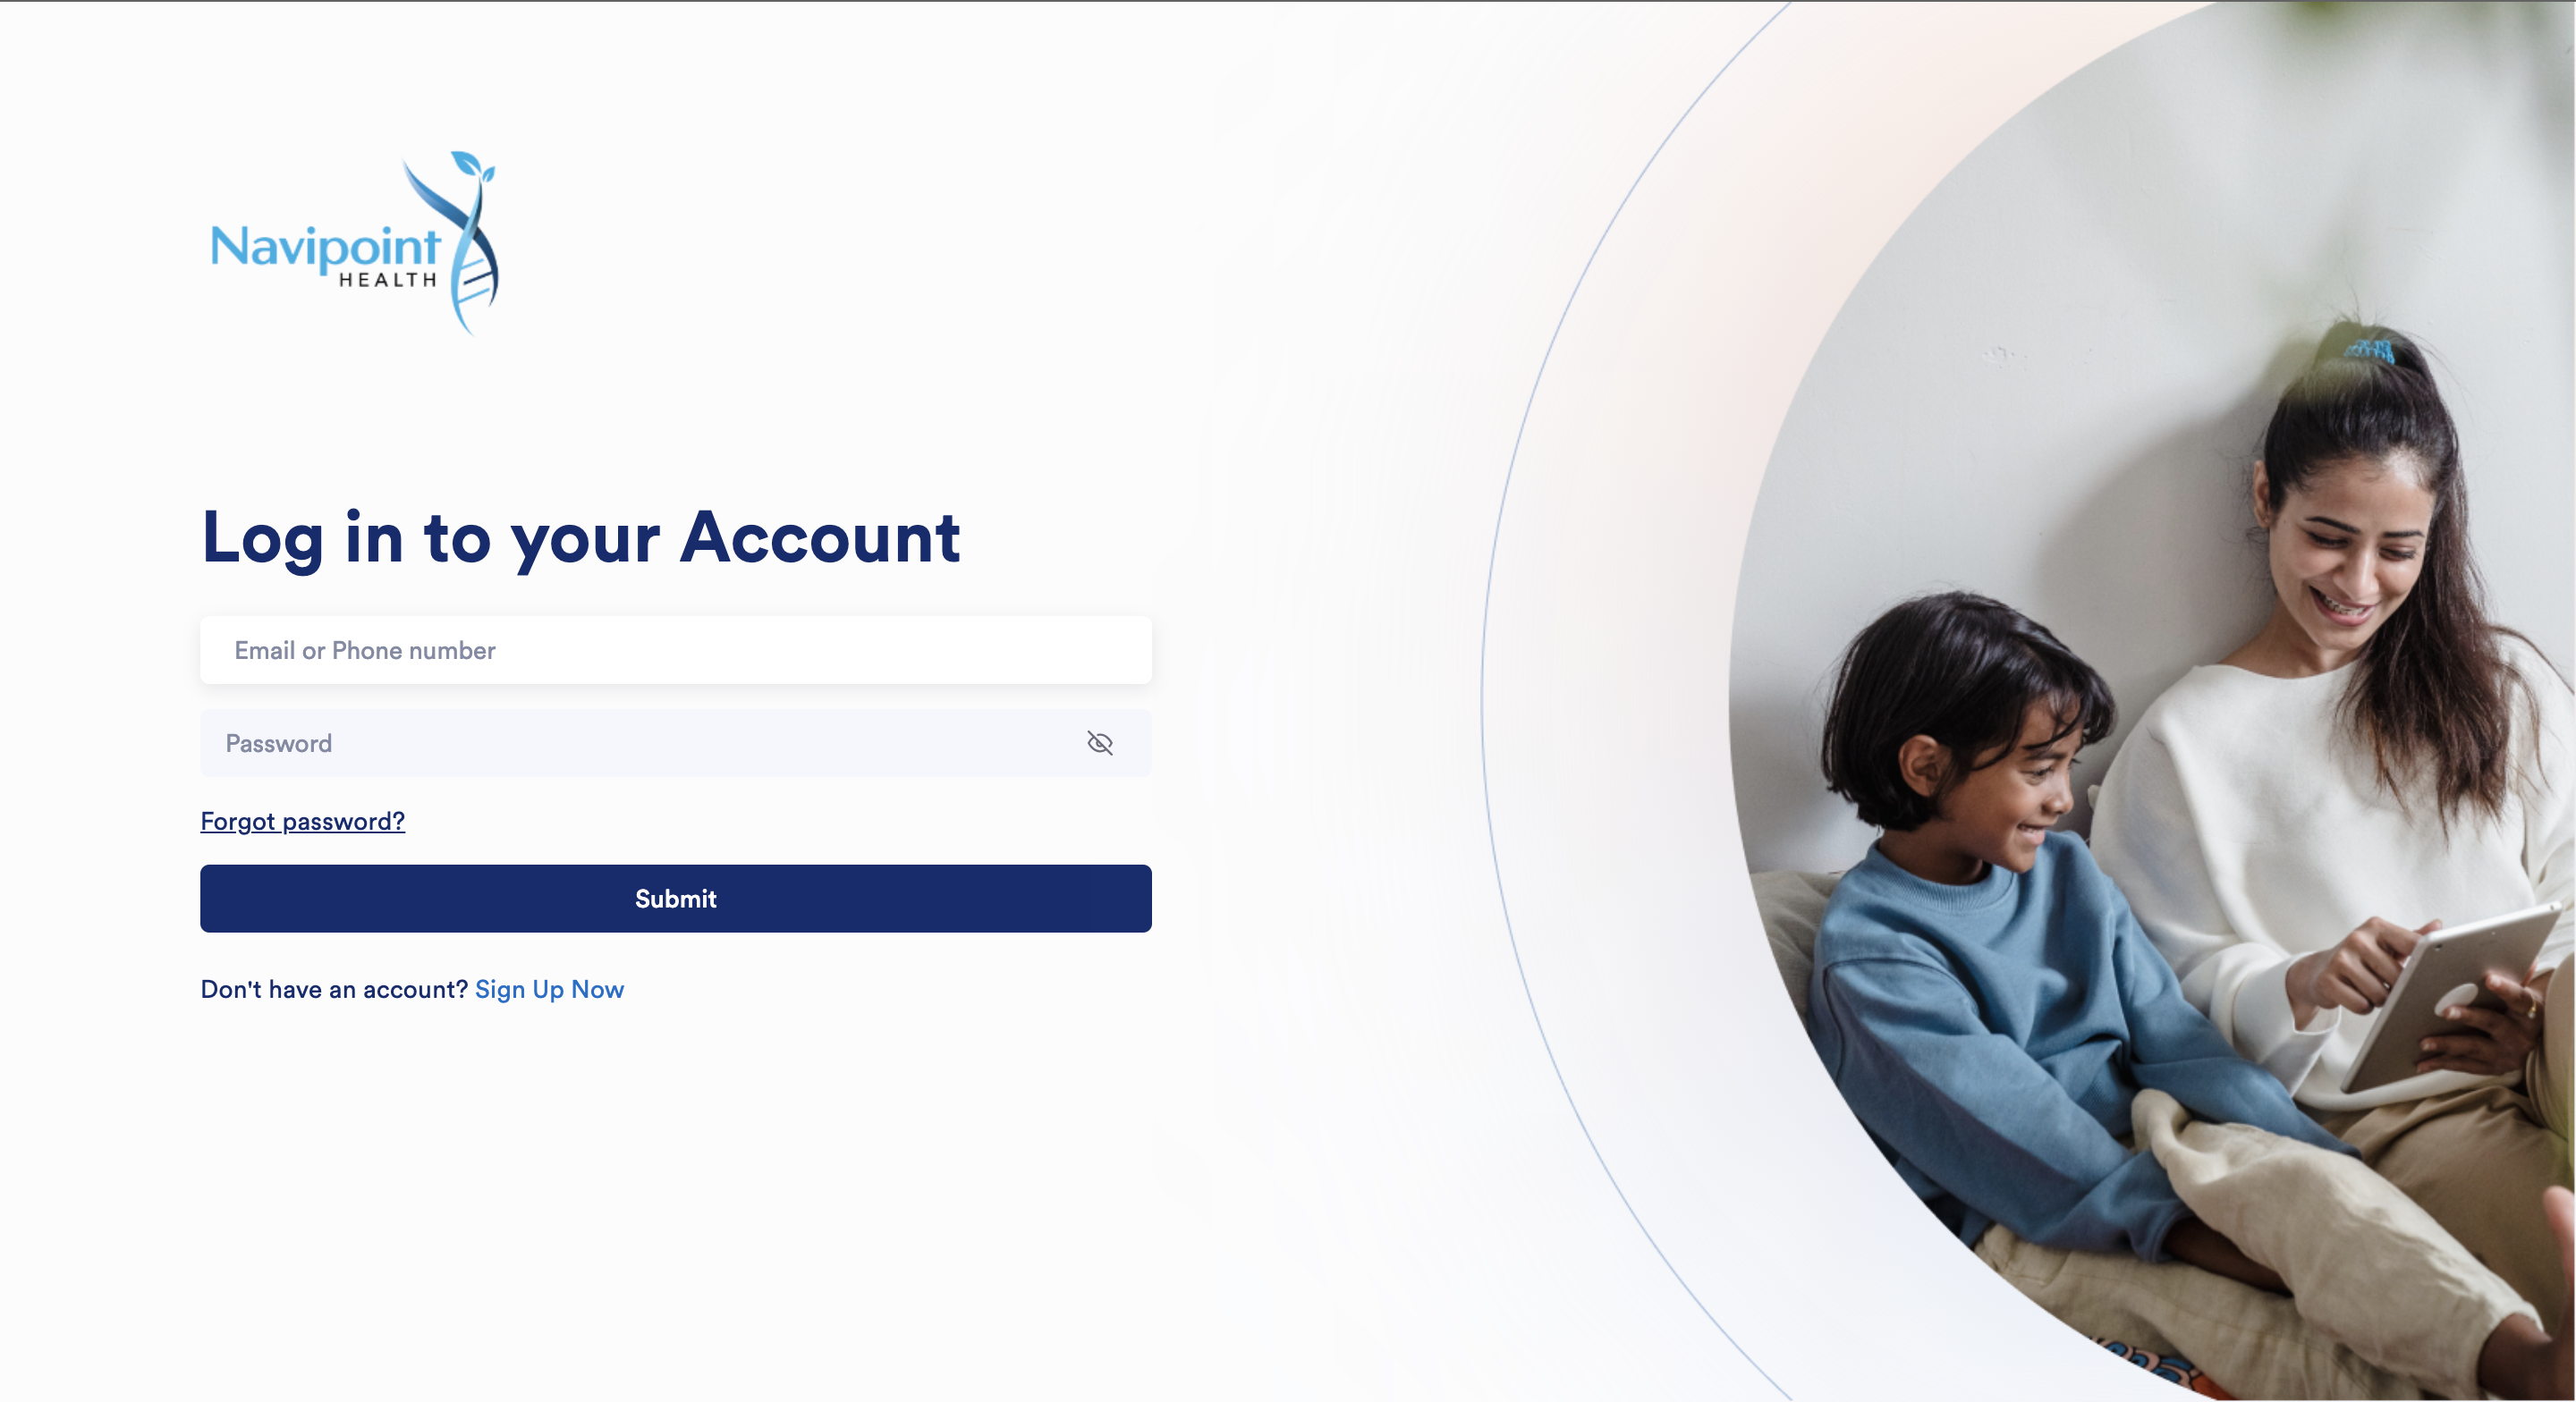 Navipoint
HEALTH
Log in to your Account
Email or Phone number
Password
Forgot password?
Submit
Don't have an account? Sign Up Now